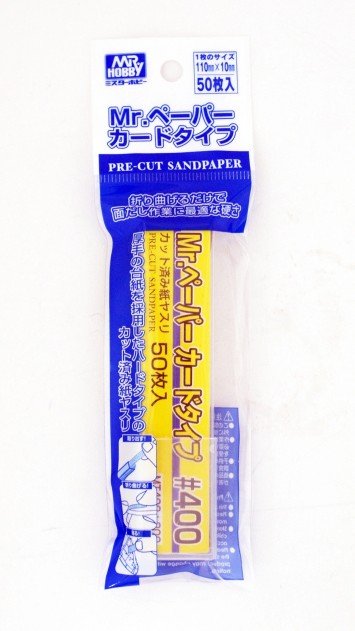 MR.
HOBBY
ミスターホビー
1枚のサイズ
110mm×10mm
50枚入
Mr.ペーパー
カードタイプ
PRE-CUT SANDPAPER
折り曲げるだけで
面だし作業に最適な硬さ
Mr.ペーパー カードタイプ #400
カット済み紙ヤスリ 50枚入
PRE-CUT SANDPAPER
厚手の台紙を採用したハードタイプの
カット済み紙ヤスリ